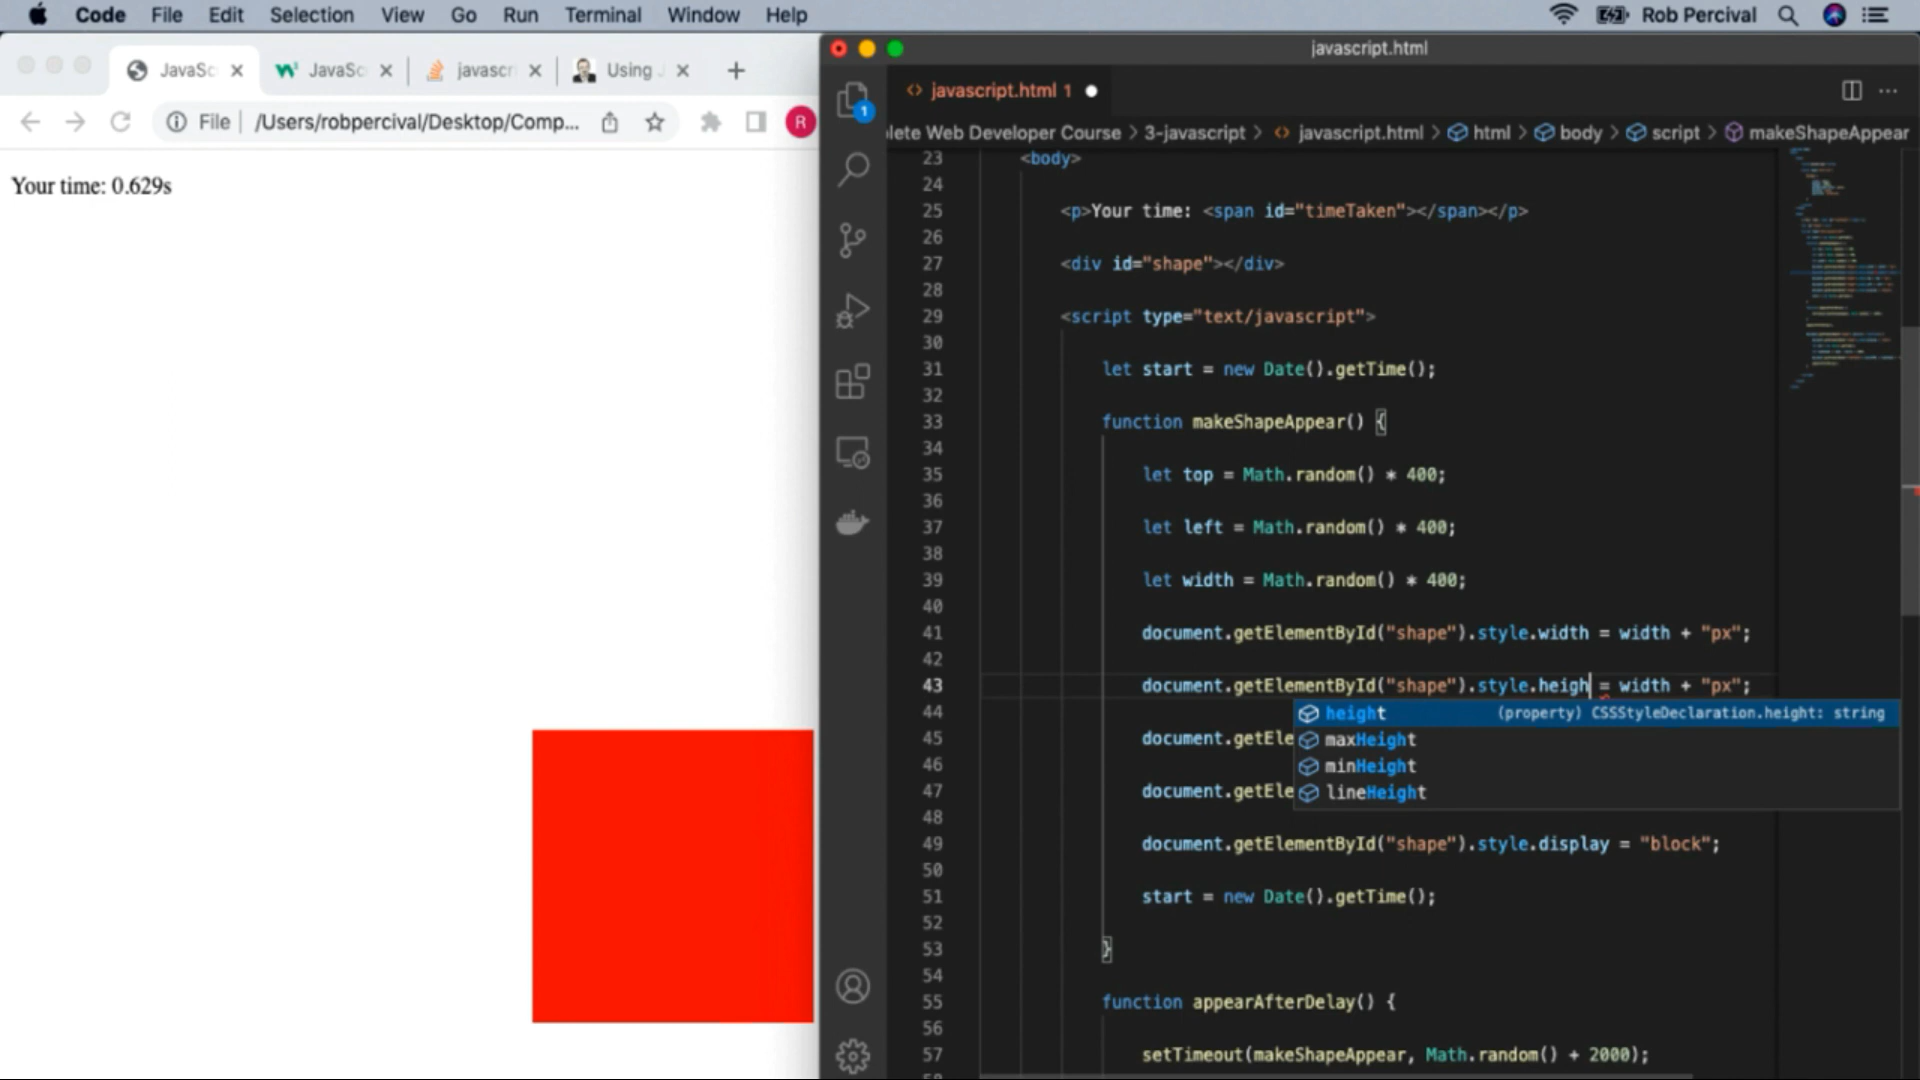 Code File Edit Selection View Go Run Terminal Window Help Rob Percival
JavaSc JavaSc javascri Using J
File /Users/robpercival/Desktop/Comp... R
Your time: 0.629s
javascript.html
javascript.html 1
1
lete Web Developer Course > 3-javascript > javascript.html > html > body > script > makeShapeAppear
23 <body>
24
25 <p>Your time: <span id="timeTaken"></span></p>
26
27 <div id="shape"></div>
28
29 <script type="text/javascript">
30
31 let start = new Date().getTime();
32
33 function makeShapeAppear() {
34
35 let top = Math.random() * 400;
36
37 let left = Math.random() * 400;
38
39 let width = Math.random() * 400;
40
41 document.getElementById("shape").style.width = width + "px";
42
43 document.getElementById("shape").style.heigh = width + "px";
44
height (property) CSSStyleDeclaration.height: string
45 document.getEle
maxHeight
46
minHeight
47 document.getEle
lineHeight
48
49 document.getElementById("shape").style.display = "block";
50
51 start = new Date().getTime();
52
53 }
54
55 function appearAfterDelay() {
56
57 setTimeout(makeShapeAppear, Math.random() + 2000);